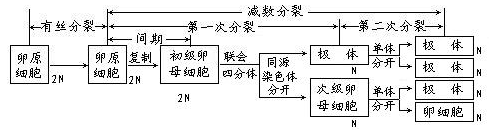 减数分裂
有丝分裂 第一次分裂 第二次分裂
间期
卵原细胞 2N
卵原细胞 2N
复制
初级卵母细胞 2N
联会
四分体
同源染色体分开
极 体 N
单体分开
极 体 N
极 体 N
次级卵母细胞 N
单体分开
极 体 N
卵细胞 N